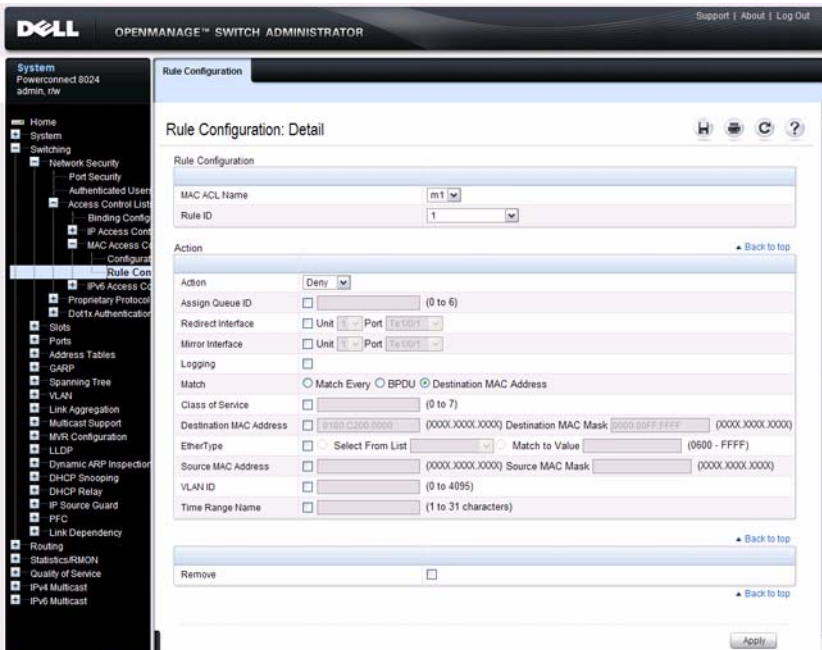 Support | About | Log Out
DELL
OPENMANAGE™ SWITCH ADMINISTRATOR
System
Powerconnect 8024
admin, r/w
Home
System
Switching
Network Security
Port Security
Authenticated Users
Access Control List
Binding Config
IP Access Cont
MAC Access Co
Configurat
Rule Con
IPv6 Access Co
Proprietary Protocol
Dot1x Authentication
Slots
Ports
Address Tables
GARP
Spanning Tree
VLAN
Link Aggregation
Multicast Support
MVR Configuration
LLDP
Dynamic ARP Inspection
DHCP Snooping
DHCP Relay
IP Source Guard
PFC
Link Dependency
Routing
Statistics/RMON
Quality of Service
IPv4 Multicast
IPv6 Multicast
Rule Configuration
Rule Configuration: Detail
Rule Configuration
MAC ACL Name m1
Rule ID 1
Action
Back to top
Action Deny
Assign Queue ID (0 to 6)
Redirect Interface Unit 1 Port Te1/0/1
Mirror Interface Unit 1 Port Te1/0/1
Logging
Match Match Every BPDU Destination MAC Address
Class of Service (0 to 7)
Destination MAC Address 0180.C200.0000 (XXXX.XXXX.XXXX) Destination MAC Mask 0000.00FF.FFFF (XXXX.XXXX.XXXX)
EtherType Select From List Match to Value (0600 - FFFF)
Source MAC Address (XXXX.XXXX.XXXX) Source MAC Mask (XXXX.XXXX.XXXX)
VLAN ID (0 to 4095)
Time Range Name (1 to 31 characters)
Back to top
Remove
Back to top
Apply